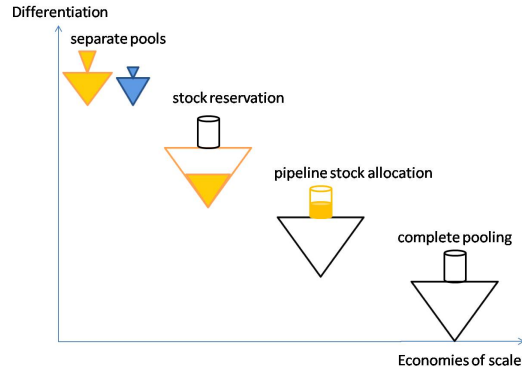 Differentiation
separate pools
stock reservation
pipeline stock allocation
complete pooling
Economies of scale